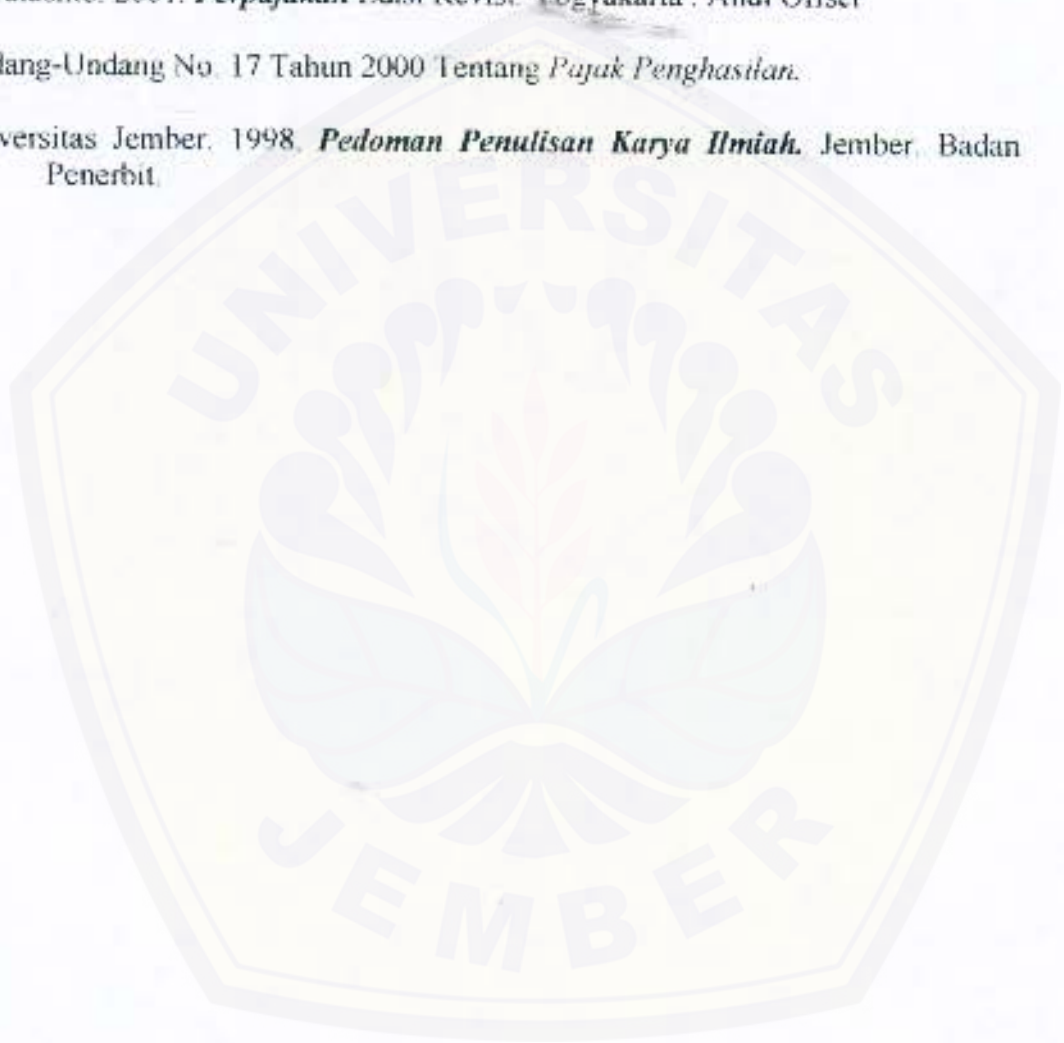 2001. Perpajakan Edisi Revisi. Yogyakarta : Andi Offset
lang-Undang No. 17 Tahun 2000 Tentang Pajak Penghasilan.
versitas Jember. 1998. Pedoman Penulisan Karya Ilmiah. Jember. Badan
Penerbit.
UNIVERSITAS
JEMBER